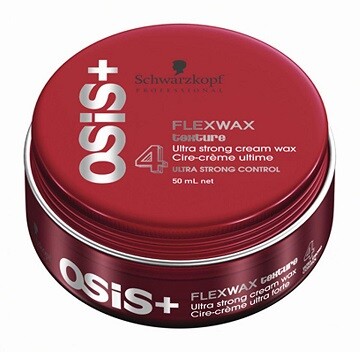 Schwarzkopf
PROFESSIONAL
OSiS+
FLEXWAX
texture
Ultra strong cream wax
Cire-crème ultime
4
ULTRA STRONG CONTROL
50 mL net
OSiS+
FLEXWAX texture
Ultra strong cream wax
Cire-crème ultra forte
4